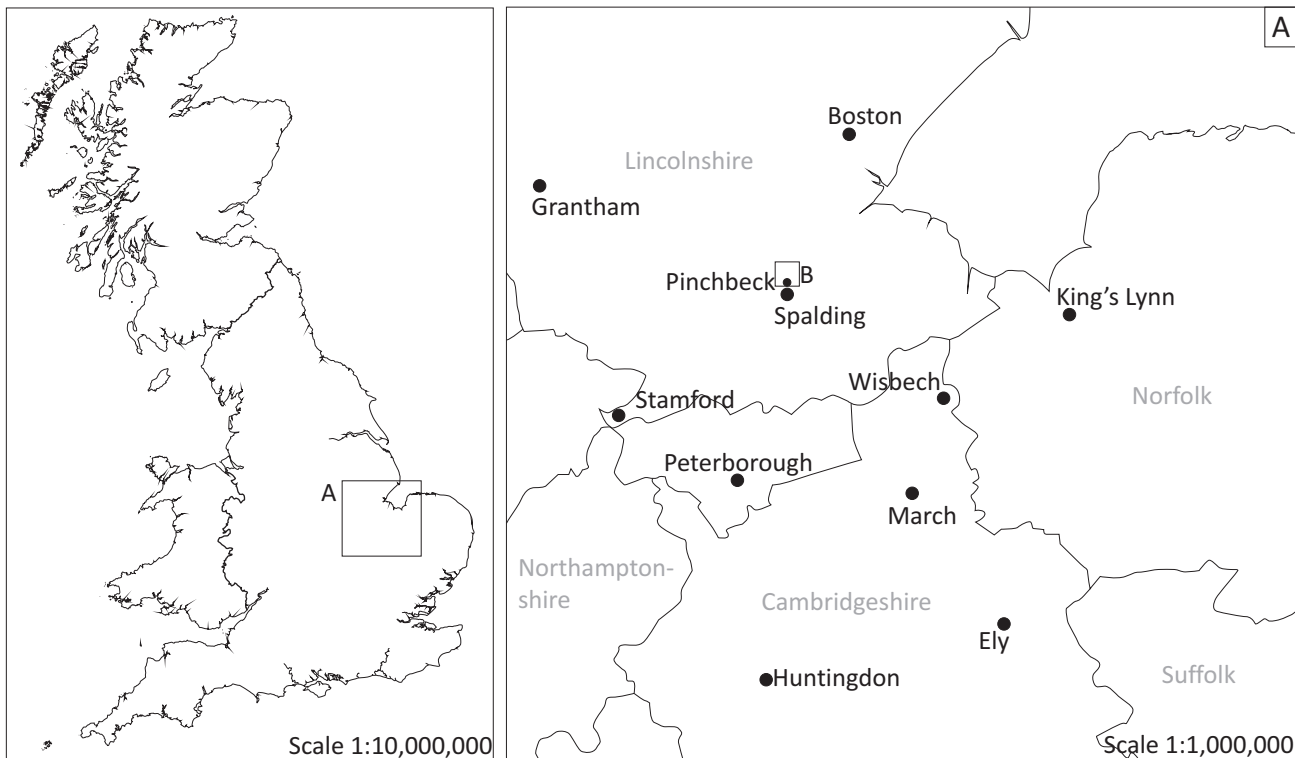 A
Scale 1:10,000,000
A
Boston
Lincolnshire
Grantham
Pinchbeck
B
Spalding
King's Lynn
Wisbech
Norfolk
Stamford
Peterborough
March
Northampton-
shire
Cambridgeshire
Ely
Huntingdon
Suffolk
Scale 1:1,000,000